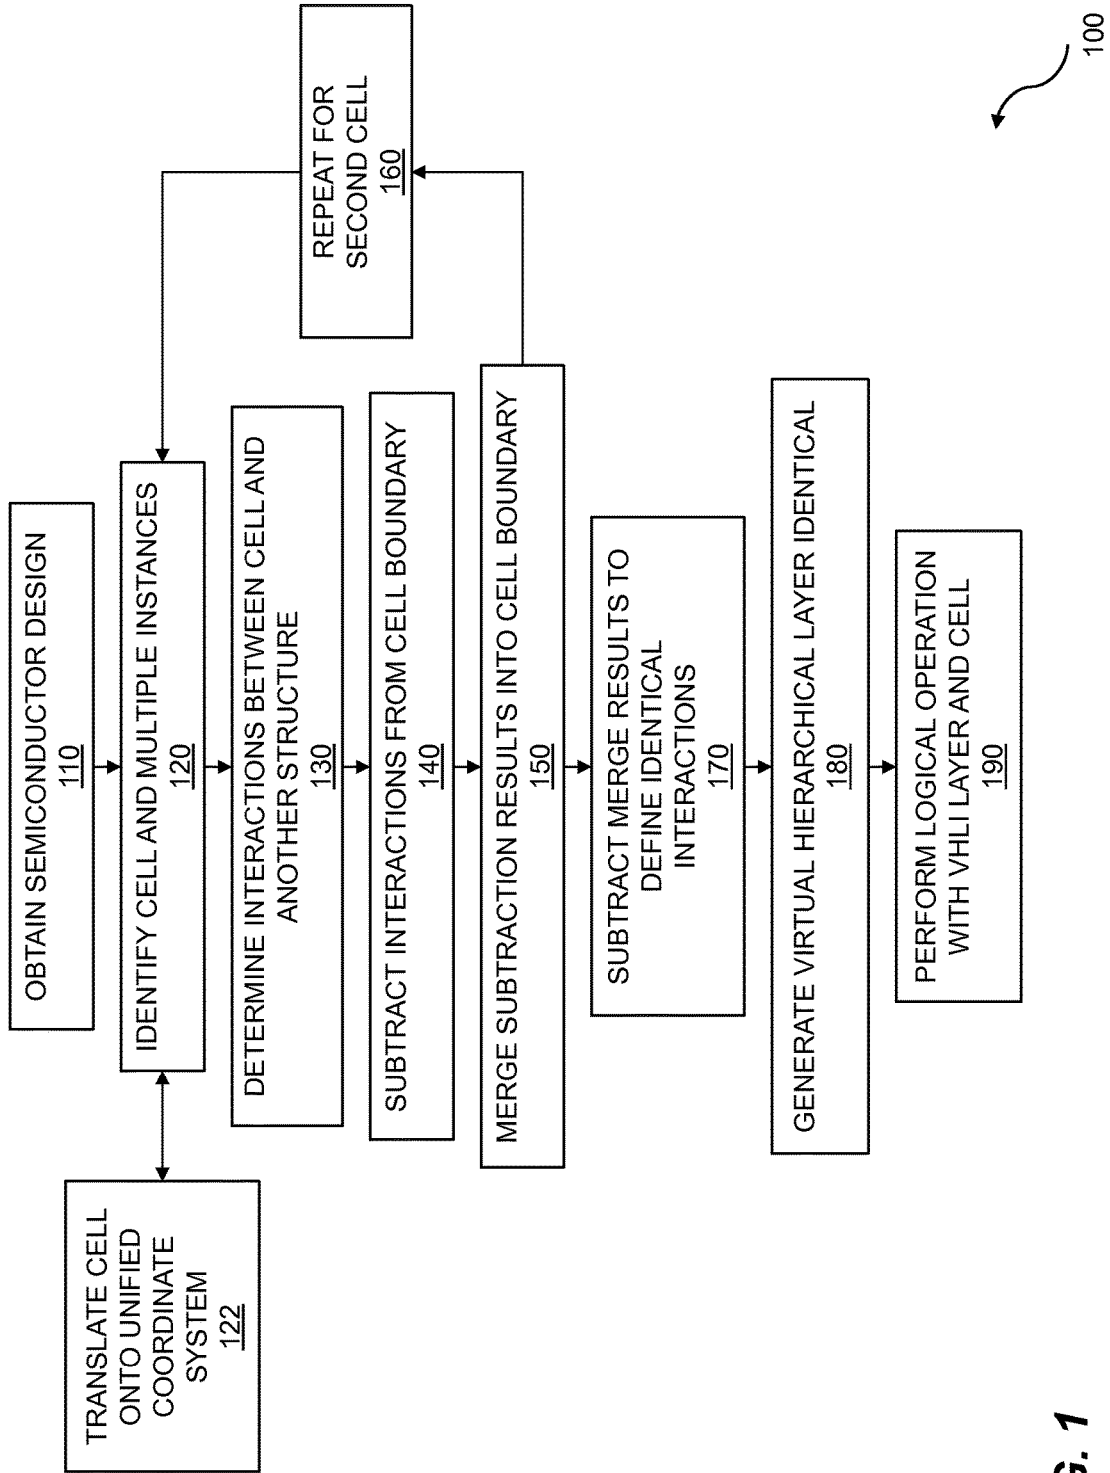 100
OBTAIN SEMICONDUCTOR DESIGN
110
IDENTIFY CELL AND MULTIPLE INSTANCES
120
TRANSLATE CELL
ONTO UNIFIED
COORDINATE
SYSTEM
122
DETERMINE INTERACTIONS BETWEEN CELL AND
ANOTHER STRUCTURE
130
SUBTRACT INTERACTIONS FROM CELL BOUNDARY
140
MERGE SUBTRACTION RESULTS INTO CELL BOUNDARY
150
REPEAT FOR
SECOND CELL
160
SUBTRACT MERGE RESULTS TO
DEFINE IDENTICAL
INTERACTIONS
170
GENERATE VIRTUAL HIERARCHICAL LAYER IDENTICAL
180
PERFORM LOGICAL OPERATION
WITH VHLI LAYER AND CELL
190
1